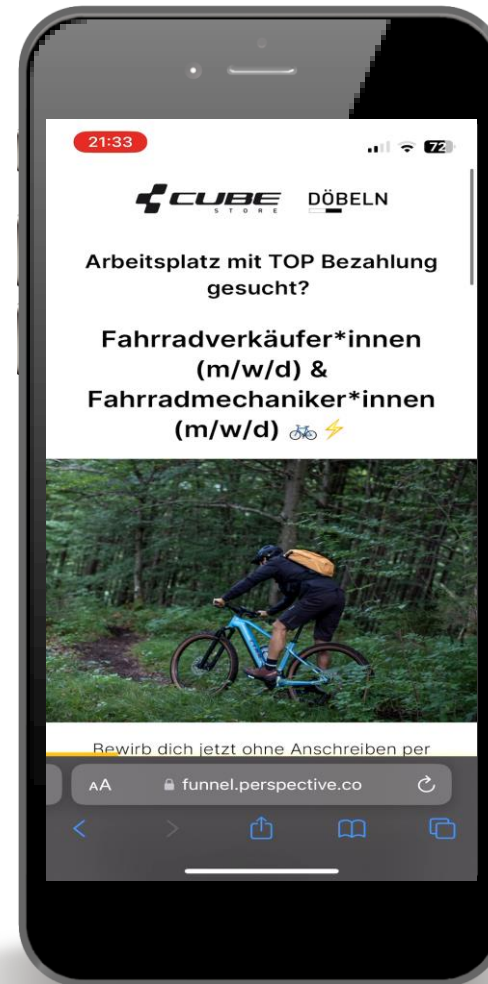 21:33
72
CUBE DÖBELN
STORE
Arbeitsplatz mit TOP Bezahlung
gesucht?
Fahrradverkäufer*innen
(m/w/d) &
Fahrradmechaniker*innen
(m/w/d) 🚲⚡
Bewirb dich jetzt ohne Anschreiben per
AA funnel.perspective.co